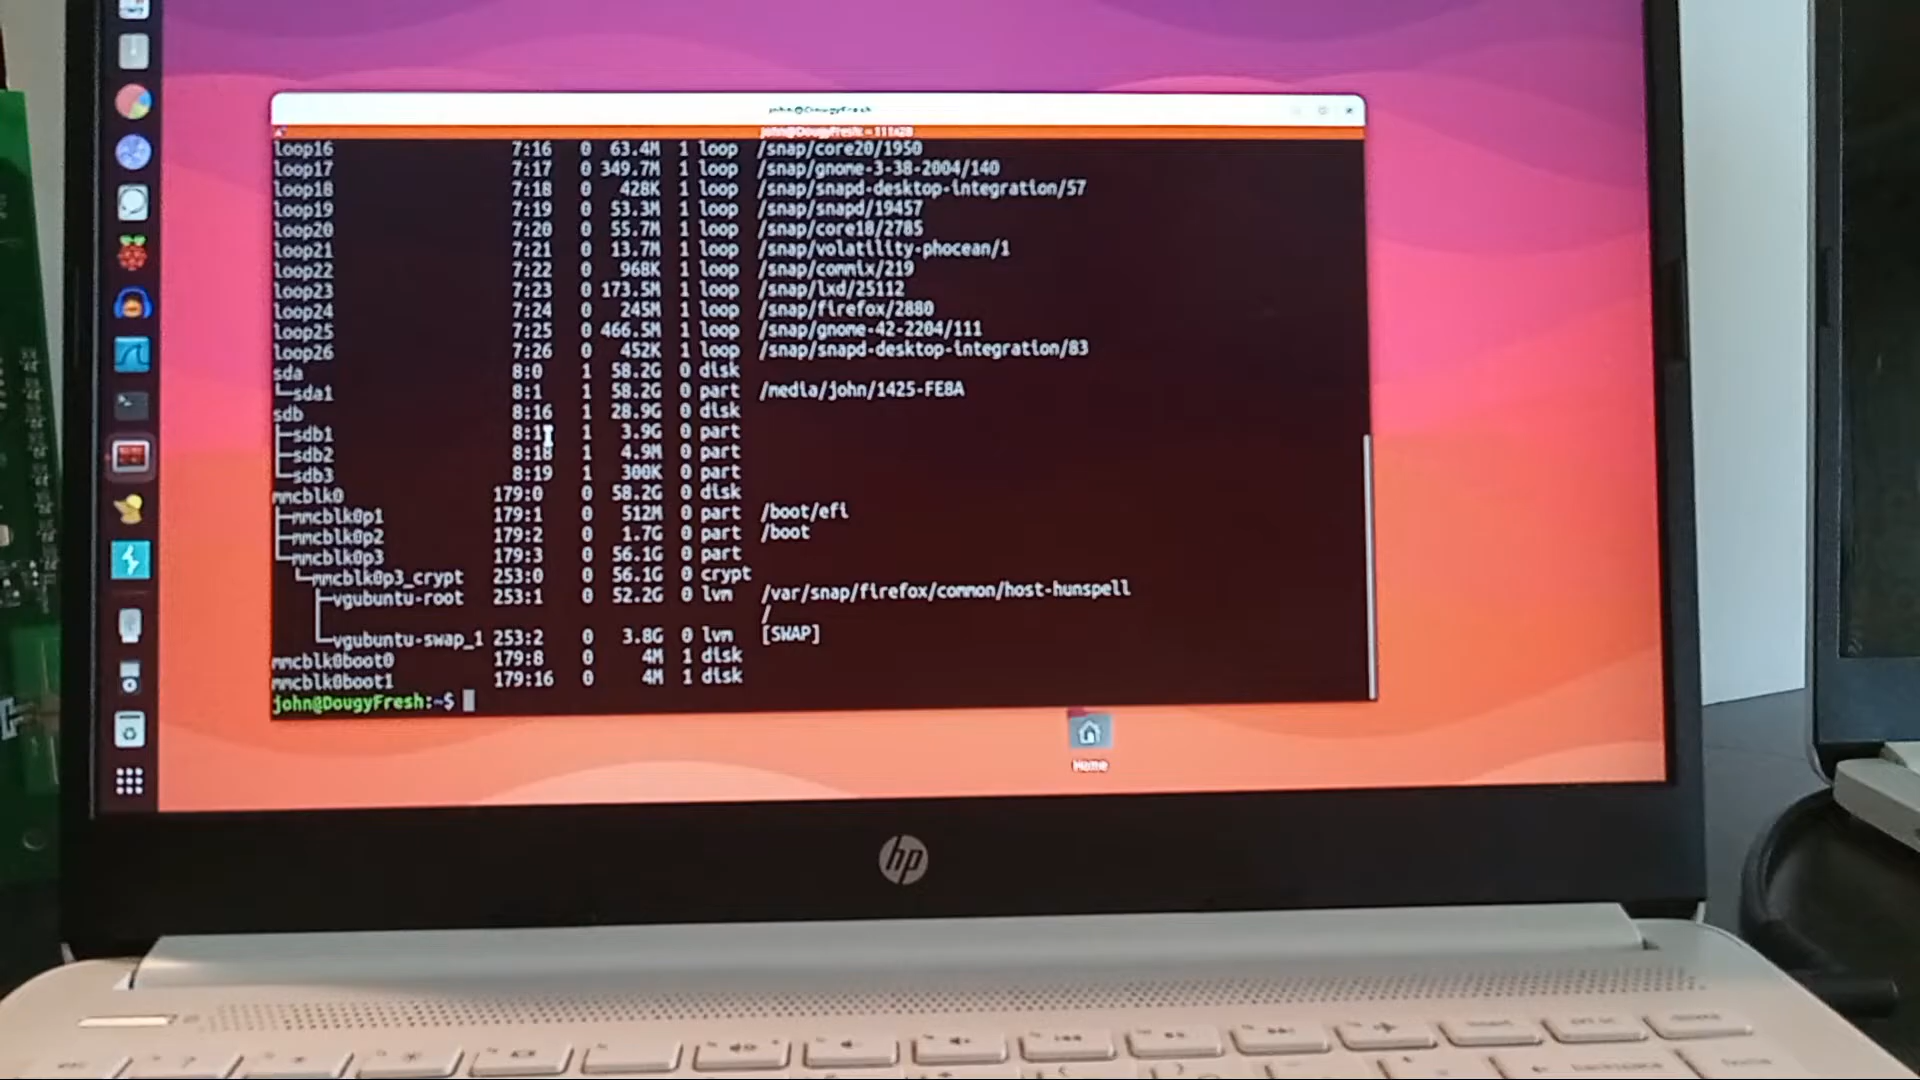 john@DougyFresh
john@DougyFresh: ~ 111x28
loop16 7:16 0 63.4M 1 loop /snap/core20/1950
loop17 7:17 0 349.7M 1 loop /snap/gnome-3-38-2004/140
loop18 7:18 0 428K 1 loop /snap/snapd-desktop-integration/57
loop19 7:19 0 53.3M 1 loop /snap/snapd/19457
loop20 7:20 0 55.7M 1 loop /snap/core18/2785
loop21 7:21 0 13.7M 1 loop /snap/volatility-phocean/1
loop22 7:22 0 968K 1 loop /snap/commix/219
loop23 7:23 0 173.5M 1 loop /snap/lxd/25112
loop24 7:24 0 245M 1 loop /snap/firefox/2880
loop25 7:25 0 466.5M 1 loop /snap/gnome-42-2204/111
loop26 7:26 0 452K 1 loop /snap/snapd-desktop-integration/83
sda 8:0 1 58.2G 0 disk
└─sda1 8:1 1 58.2G 0 part /media/john/1425-FE8A
sdb 8:16 1 28.9G 0 disk
├─sdb1 8:17 1 3.9G 0 part
├─sdb2 8:18 1 4.9M 0 part
└─sdb3 8:19 1 300K 0 part
mmcblk0 179:0 0 58.2G 0 disk
├─mmcblk0p1 179:1 0 512M 0 part /boot/efi
├─mmcblk0p2 179:2 0 1.7G 0 part /boot
└─mmcblk0p3 179:3 0 56.1G 0 part
└─mmcblk0p3_crypt 253:0 0 56.1G 0 crypt
├─vgubuntu-root 253:1 0 52.2G 0 lvm /var/snap/firefox/common/host-hunspell
/
└─vgubuntu-swap_1 253:2 0 3.8G 0 lvm [SWAP]
mmcblk0boot0 179:8 0 4M 1 disk
mmcblk0boot1 179:16 0 4M 1 disk
john@DougyFresh:~$
Home
hp